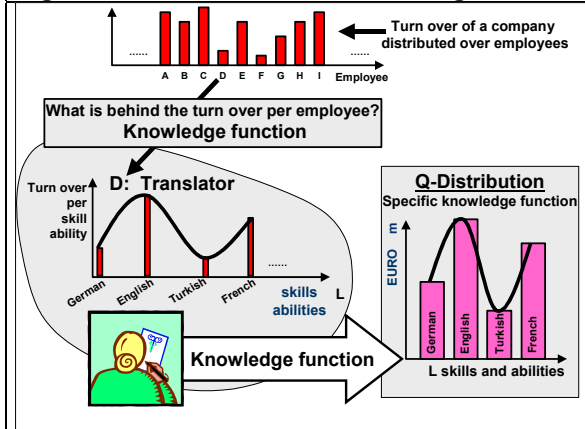 Turn over of a company
distributed over employees
......
......
A B C D E F G H I Employee
What is behind the turn over per employee?
Knowledge function
D: Translator
Turn over
per
skill
ability
......
German
English
Turkish
French
skills
abilities
L
Knowledge function
Q-Distribution
Specific knowledge function
EURO m
German
English
Turkish
French
L skills and abilities